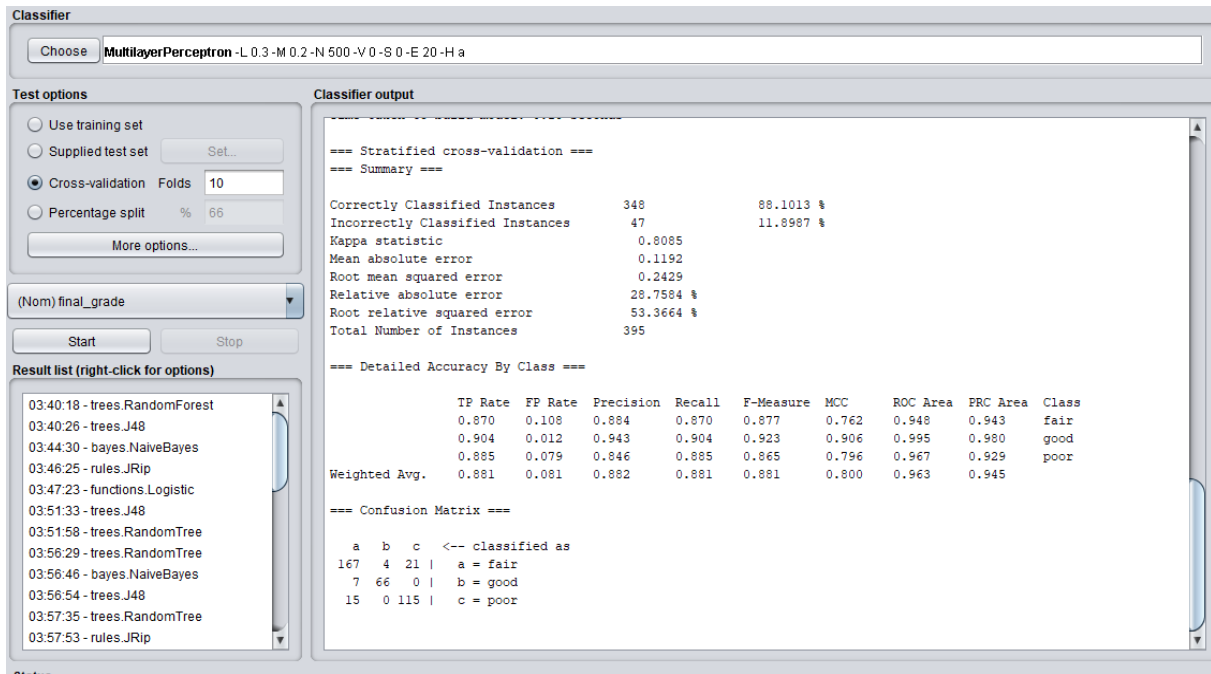 Classifier
Choose MultilayerPerceptron -L 0.3 -M 0.2 -N 500 -V 0 -S 0 -E 20 -H a
Test options
Use training set
Supplied test set Set...
Cross-validation Folds 10
Percentage split % 66
More options...
(Nom) final_grade
Start Stop
Result list (right-click for options)
03:40:18 - trees.RandomForest
03:40:26 - trees.J48
03:44:30 - bayes.NaiveBayes
03:46:25 - rules.JRip
03:47:23 - functions.Logistic
03:51:33 - trees.J48
03:51:58 - trees.RandomTree
03:56:29 - trees.RandomTree
03:56:46 - bayes.NaiveBayes
03:56:54 - trees.J48
03:57:35 - trees.RandomTree
03:57:53 - rules.JRip
Classifier output
=== Stratified cross-validation ===
=== Summary ===
Correctly Classified Instances 348 88.1013 %
Incorrectly Classified Instances 47 11.8987 %
Kappa statistic 0.8085
Mean absolute error 0.1192
Root mean squared error 0.2429
Relative absolute error 28.7584 %
Root relative squared error 53.3664 %
Total Number of Instances 395
=== Detailed Accuracy By Class ===
TP Rate FP Rate Precision Recall F-Measure MCC ROC Area PRC Area Class
0.870 0.108 0.884 0.870 0.877 0.762 0.948 0.943 fair
0.904 0.012 0.943 0.904 0.923 0.906 0.995 0.980 good
0.885 0.079 0.846 0.885 0.865 0.796 0.967 0.929 poor
Weighted Avg. 0.881 0.081 0.882 0.881 0.881 0.800 0.963 0.945
=== Confusion Matrix ===
a b c <-- classified as
167 4 21 | a = fair
7 66 0 | b = good
15 0 115 | c = poor